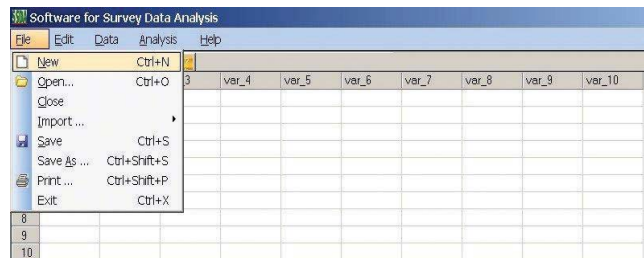 Software for Survey Data Analysis
File Edit Data Analysis Help
New Ctrl+N
3 var_4 var_5 var_6 var_7 var_8 var_9 var_10
Open... Ctrl+O
Close
Import ...
Save Ctrl+S
Save As ... Ctrl+Shift+S
Print ... Ctrl+Shift+P
Exit Ctrl+X
8
9
10